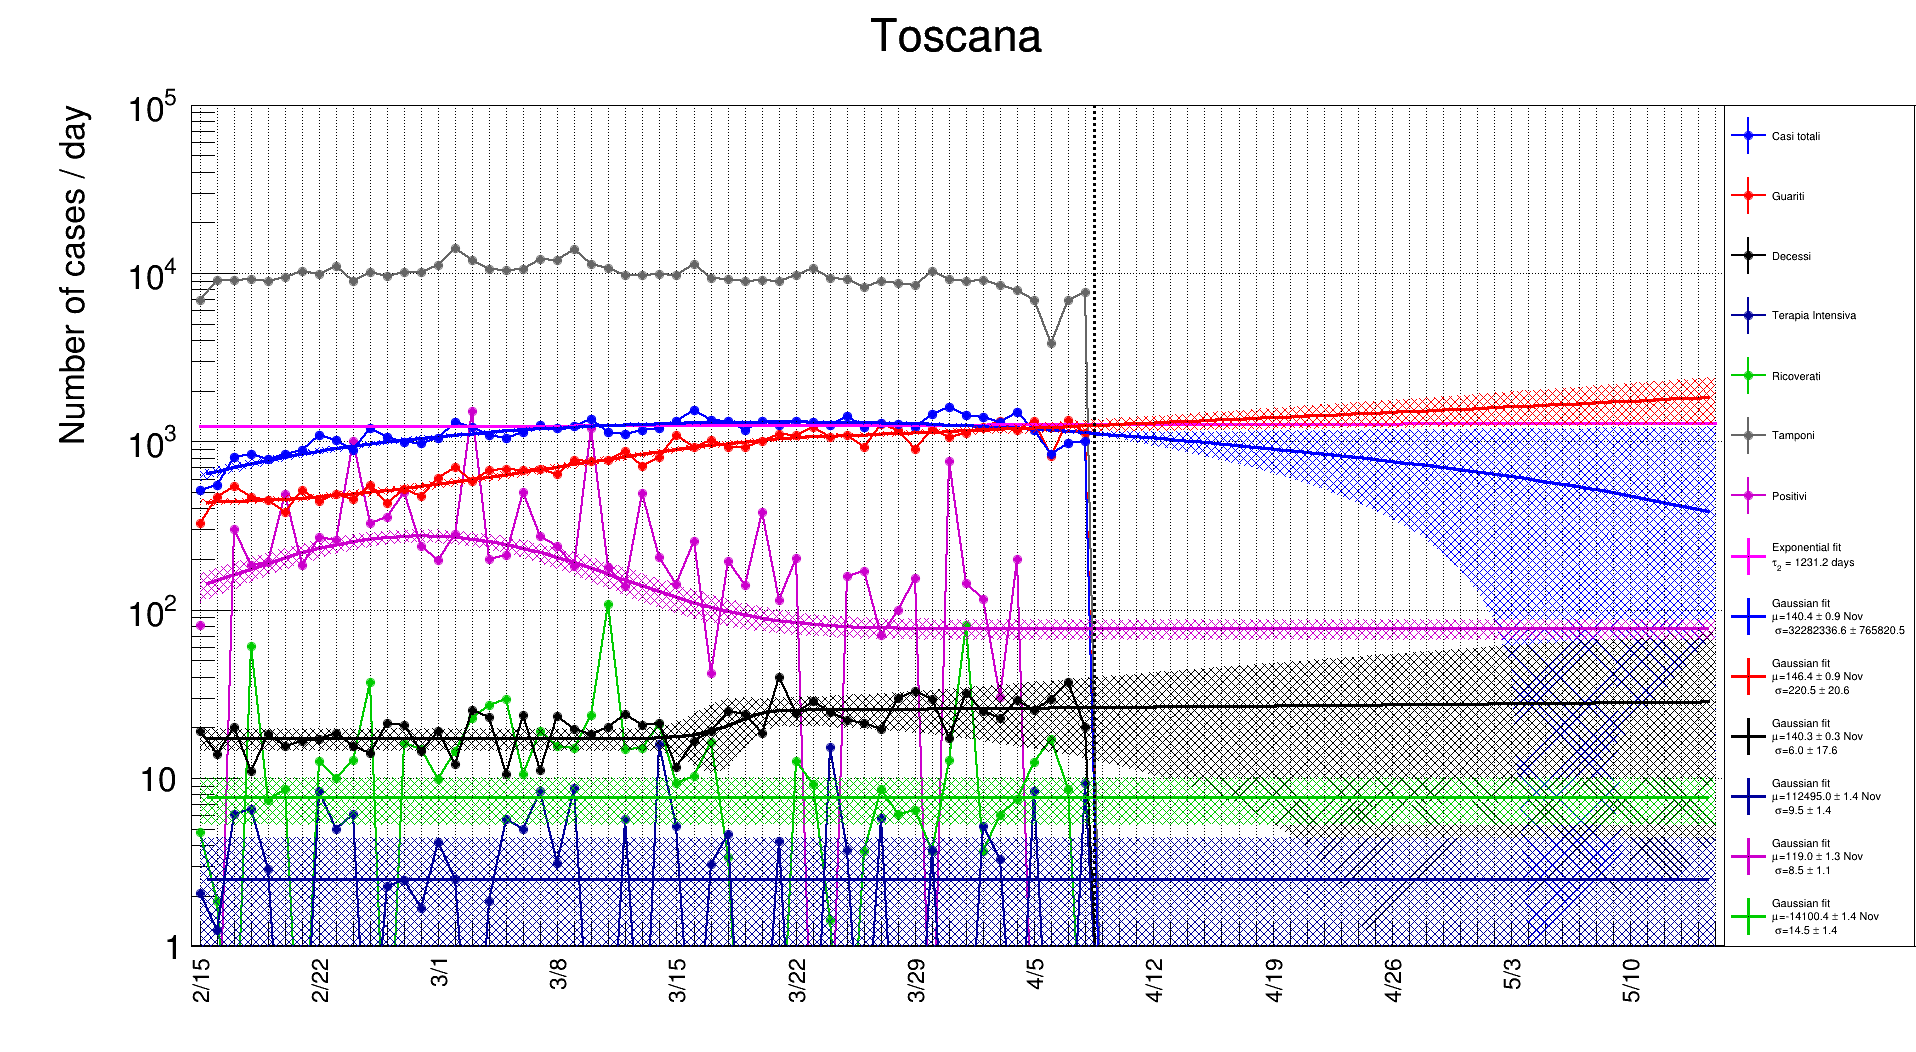 Toscana
Number of cases / day
10^5
10^4
10^3
10^2
10
1
2/15
2/22
3/1
3/8
3/15
3/22
3/29
4/5
4/12
4/19
4/26
5/3
5/10
Casi totali
Guariti
Decessi
Terapia Intensiva
Ricoverati
Tamponi
Positivi
Exponential fit
τ_2 = 1231.2 days
Gaussian fit
μ=140.4 ± 0.9 Nov
σ=32282336.6 ± 765820.5
Gaussian fit
μ=146.4 ± 0.9 Nov
σ=220.5 ± 20.6
Gaussian fit
μ=140.3 ± 0.3 Nov
σ=6.0 ± 17.6
Gaussian fit
μ=112495.0 ± 1.4 Nov
σ=9.5 ± 1.4
Gaussian fit
μ=119.0 ± 1.3 Nov
σ=8.5 ± 1.1
Gaussian fit
μ=-14100.4 ± 1.4 Nov
σ=14.5 ± 1.4